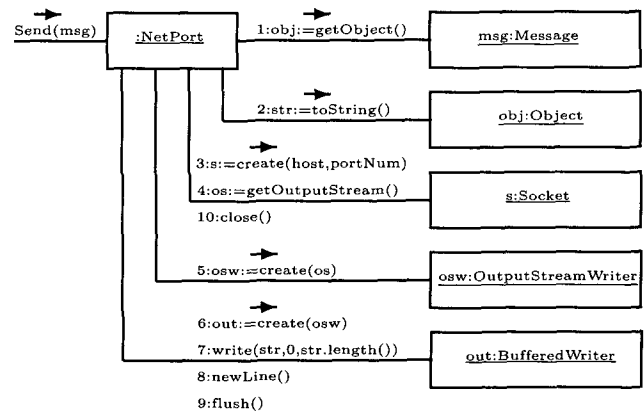 Send(msg)
:NetPort
1:obj:=getObject()
msg:Message
2:str:=toString()
obj:Object
3:s:=create(host,portNum)
4:os:=getOutputStream()
10:close()
s:Socket
5:osw:=create(os)
osw:OutputStreamWriter
6:out:=create(osw)
7:write(str,0,str.length())
8:newLine()
9:flush()
out:BufferedWriter